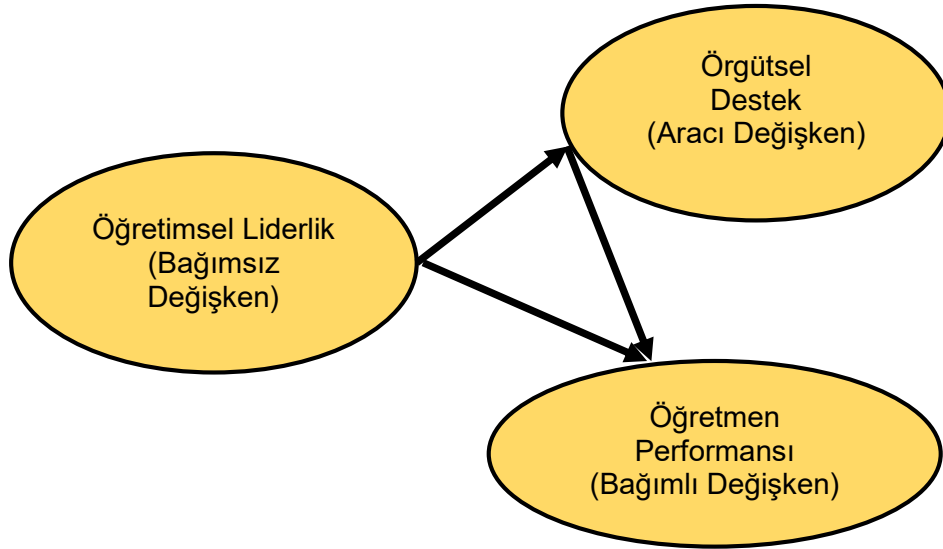 Örgütsel
Destek
(Aracı Değişken)
Öğretimsel Liderlik
(Bağımsız
Değişken)
Öğretmen
Performansı
(Bağımlı Değişken)